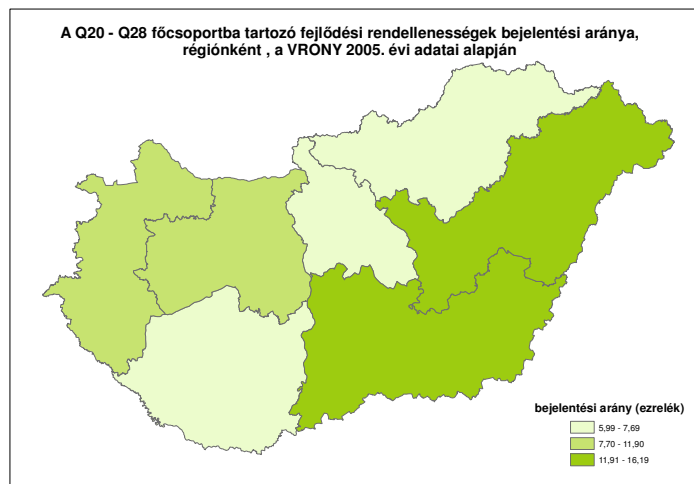 A Q20 - Q28 főcsoportba tartozó fejlődési rendellenességek bejelentési aránya,
régiónként , a VRONY 2005. évi adatai alapján
bejelentési arány (ezrelék)
5,99 - 7,69
7,70 - 11,90
11,91 - 16,19